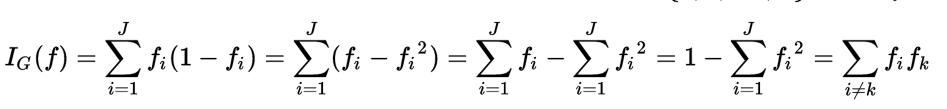 I_G(f) = \sum_{i=1}^{J} f_i(1 - f_i) = \sum_{i=1}^{J} (f_i - f_i^2) = \sum_{i=1}^{J} f_i - \sum_{i=1}^{J} f_i^2 = 1 - \sum_{i=1}^{J} f_i^2 = \sum_{i \neq k} f_i f_k